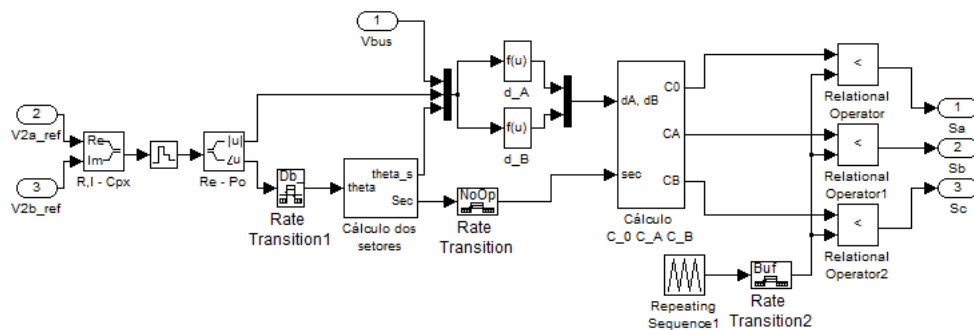 1
Vbus
2
V2a_ref
3
V2b_ref
Re
Im
R,I - Cpx
|u|
∠u
Re - Po
Db_
Rate
Transition1
theta
theta_s
Sec
Cálculo dos
setores
NoOp
Rate
Transition
f(u)
d_A
f(u)
d_B
dA, dB
sec
C0
CA
CB
Cálculo
C_0 C_A C_B
Repeating
Sequence1
Buf
Rate
Transition2
<
Relational
Operator
<
Relational
Operator1
<
Relational
Operator2
1
Sa
2
Sb
3
Sc